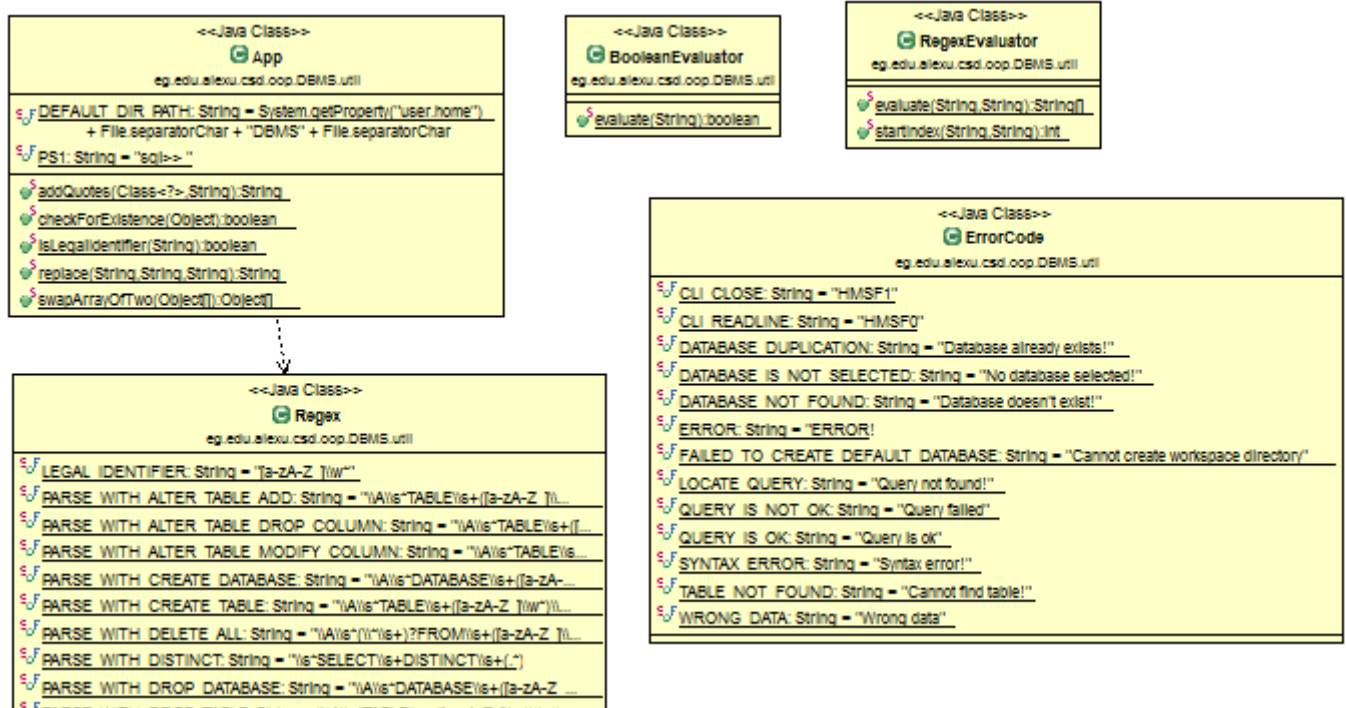 <<Java Class>>
App
eg.edu.alexu.csd.oop.DBMS.util
DEFAULT_DIR_PATH: String = System.getProperty("user.home")
+ File.separatorChar + "DBMS" + File.separatorChar
PS1: String = "sql>> "
addQuotes(Class<?>,String):String
checkForExistence(Object):boolean
isLegalIdentifier(String):boolean
replace(String,String,String):String
swapArrayOfTwo(Object[]):Object[]
<<Java Class>>
BooleanEvaluator
eg.edu.alexu.csd.oop.DBMS.util
evaluate(String):boolean
<<Java Class>>
RegexEvaluator
eg.edu.alexu.csd.oop.DBMS.util
evaluate(String,String):String[]
startIndex(String,String):int
<<Java Class>>
Regex
eg.edu.alexu.csd.oop.DBMS.util
LEGAL_IDENTIFIER: String = "[a-zA-Z_]\\w*"
PARSE_WITH_ALTER_TABLE_ADD: String = "\\A\\s*TABLE\\s+([a-zA-Z_]\\...
PARSE_WITH_ALTER_TABLE_DROP_COLUMN: String = "\\A\\s*TABLE\\s+([...
PARSE_WITH_ALTER_TABLE_MODIFY_COLUMN: String = "\\A\\s*TABLE\\s...
PARSE_WITH_CREATE_DATABASE: String = "\\A\\s*DATABASE\\s+([a-zA-...
PARSE_WITH_CREATE_TABLE: String = "\\A\\s*TABLE\\s+([a-zA-Z_]\\w*)\\...
PARSE_WITH_DELETE_ALL: String = "\\A\\s*(\\*\\s+)?FROM\\s+([a-zA-Z_]\\...
PARSE_WITH_DISTINCT: String = "\\s*SELECT\\s+DISTINCT\\s+(.*)
PARSE_WITH_DROP_DATABASE: String = "\\A\\s*DATABASE\\s+([a-zA-Z_...
<<Java Class>>
ErrorCode
eg.edu.alexu.csd.oop.DBMS.util
CLI_CLOSE: String = "HMSF1"
CLI_READLINE: String = "HMSF0"
DATABASE_DUPLICATION: String = "Database already exists!"
DATABASE_IS_NOT_SELECTED: String = "No database selected!"
DATABASE_NOT_FOUND: String = "Database doesn't exist!"
ERROR: String = "ERROR!
FAILED_TO_CREATE_DEFAULT_DATABASE: String = "Cannot create workspace directory"
LOCATE_QUERY: String = "Query not found!"
QUERY_IS_NOT_OK: String = "Query failed"
QUERY_IS_OK: String = "Query is ok"
SYNTAX_ERROR: String = "Syntax error!"
TABLE_NOT_FOUND: String = "Cannot find table!"
WRONG_DATA: String = "Wrong data"